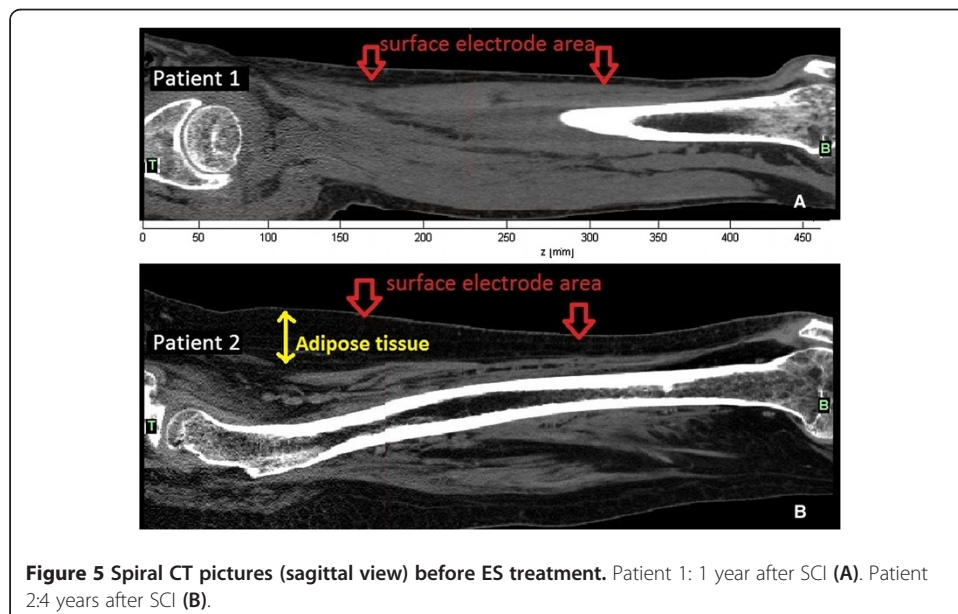 surface electrode area
Patient 1
T
B
A
0 50 100 150 200 250 300 350 400 450
z [mm]
surface electrode area
Patient 2
Adipose tissue
T
B
B
Figure 5 Spiral CT pictures (sagittal view) before ES treatment. Patient 1: 1 year after SCI (A). Patient
2:4 years after SCI (B).